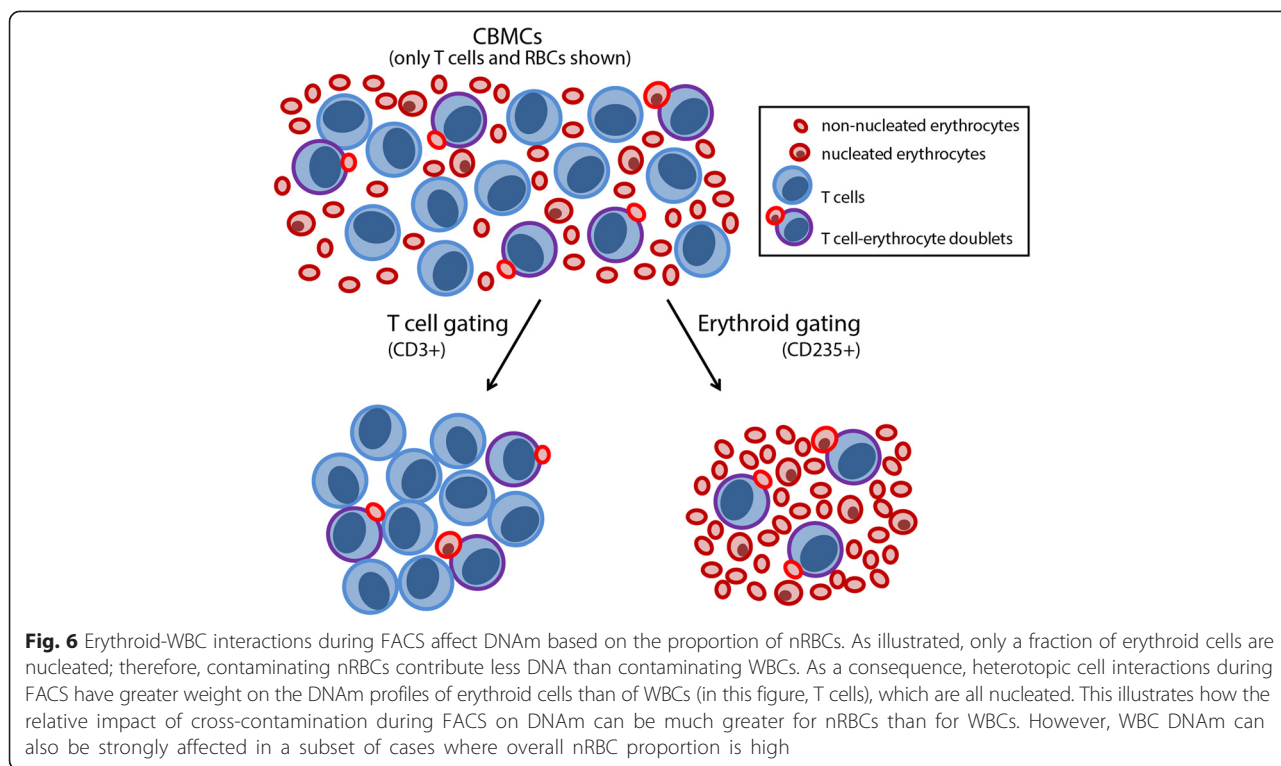 CBMCs
(only T cells and RBCs shown)
non-nucleated erythrocytes
nucleated erythrocytes
T cells
T cell-erythrocyte doublets
T cell gating
(CD3+)
Erythroid gating
(CD235+)
Fig. 6 Erythroid-WBC interactions during FACS affect DNAm based on the proportion of nRBCs. As illustrated, only a fraction of erythroid cells are
nucleated; therefore, contaminating nRBCs contribute less DNA than contaminating WBCs. As a consequence, heterotopic cell interactions during
FACS have greater weight on the DNAm profiles of erythroid cells than of WBCs (in this figure, T cells), which are all nucleated. This illustrates how the
relative impact of cross-contamination during FACS on DNAm can be much greater for nRBCs than for WBCs. However, WBC DNAm can
also be strongly affected in a subset of cases where overall nRBC proportion is high